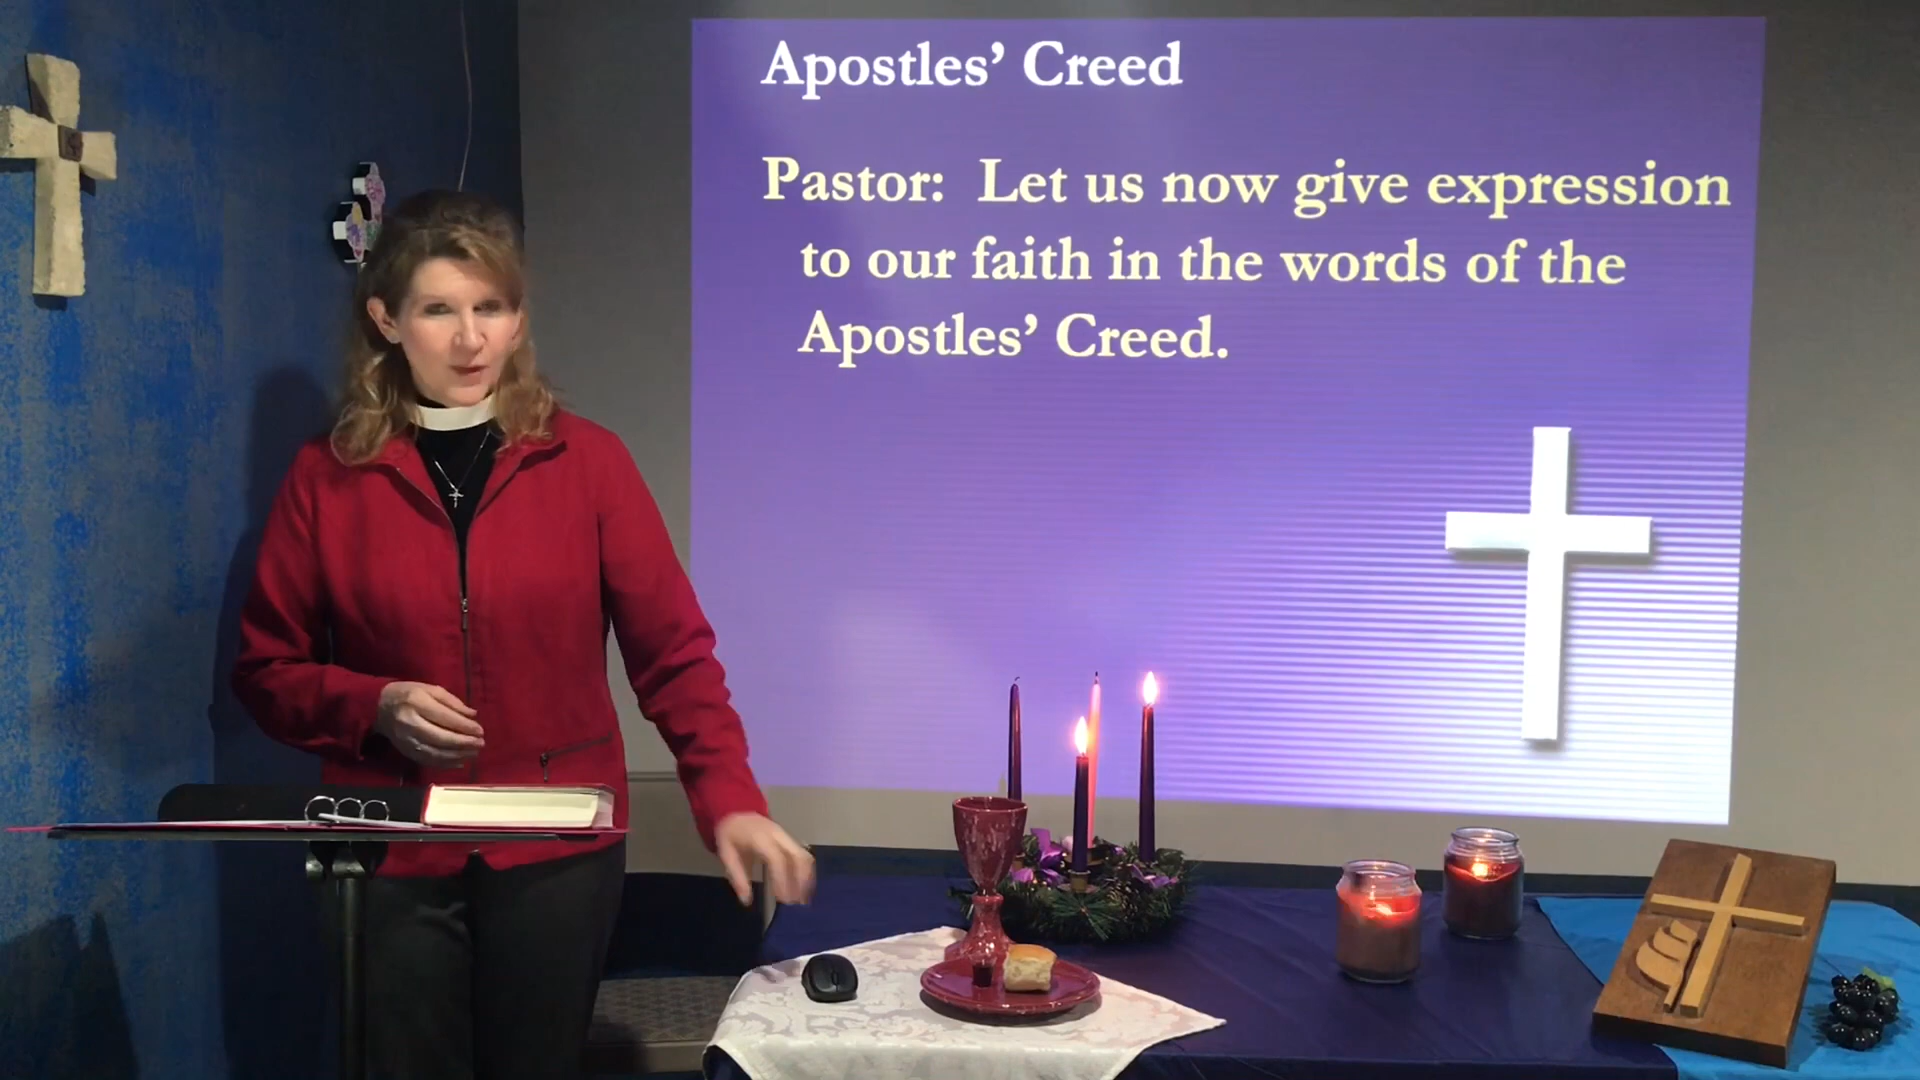 Apostles’ Creed
Pastor: Let us now give expression
to our faith in the words of the
Apostles’ Creed.